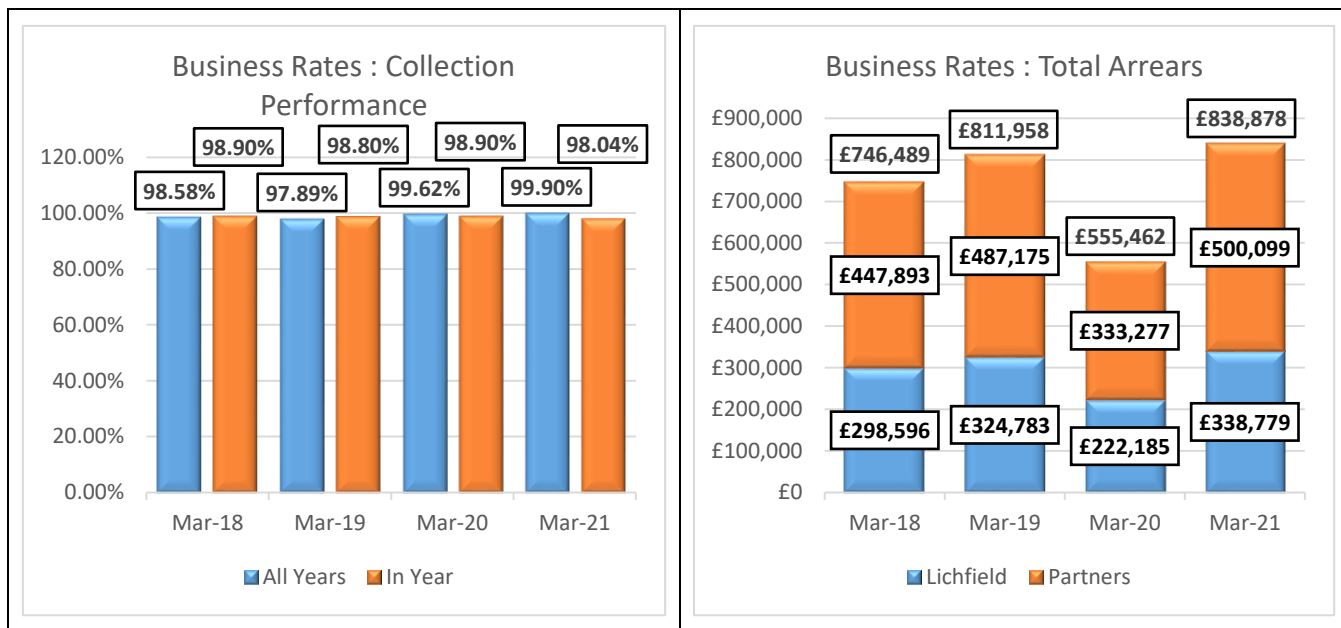 Business Rates : Collection
Performance
98.90% 98.80% 98.90% 98.04%
98.58% 97.89% 99.62% 99.90%
120.00%
100.00%
80.00%
60.00%
40.00%
20.00%
0.00%
Mar-18 Mar-19 Mar-20 Mar-21
All Years In Year
Business Rates : Total Arrears
£900,000
£800,000
£700,000
£600,000
£500,000
£400,000
£300,000
£200,000
£100,000
£0
£746,489 £811,958 £555,462 £838,878
£447,893 £487,175 £333,277 £500,099
£298,596 £324,783 £222,185 £338,779
Mar-18 Mar-19 Mar-20 Mar-21
Lichfield Partners